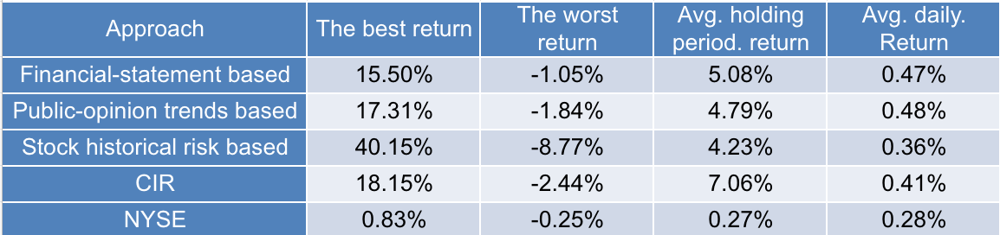 Approach The best return The worst return Avg. holding period. return Avg. daily. Return
Financial-statement based 15.50% -1.05% 5.08% 0.47%
Public-opinion trends based 17.31% -1.84% 4.79% 0.48%
Stock historical risk based 40.15% -8.77% 4.23% 0.36%
CIR 18.15% -2.44% 7.06% 0.41%
NYSE 0.83% -0.25% 0.27% 0.28%